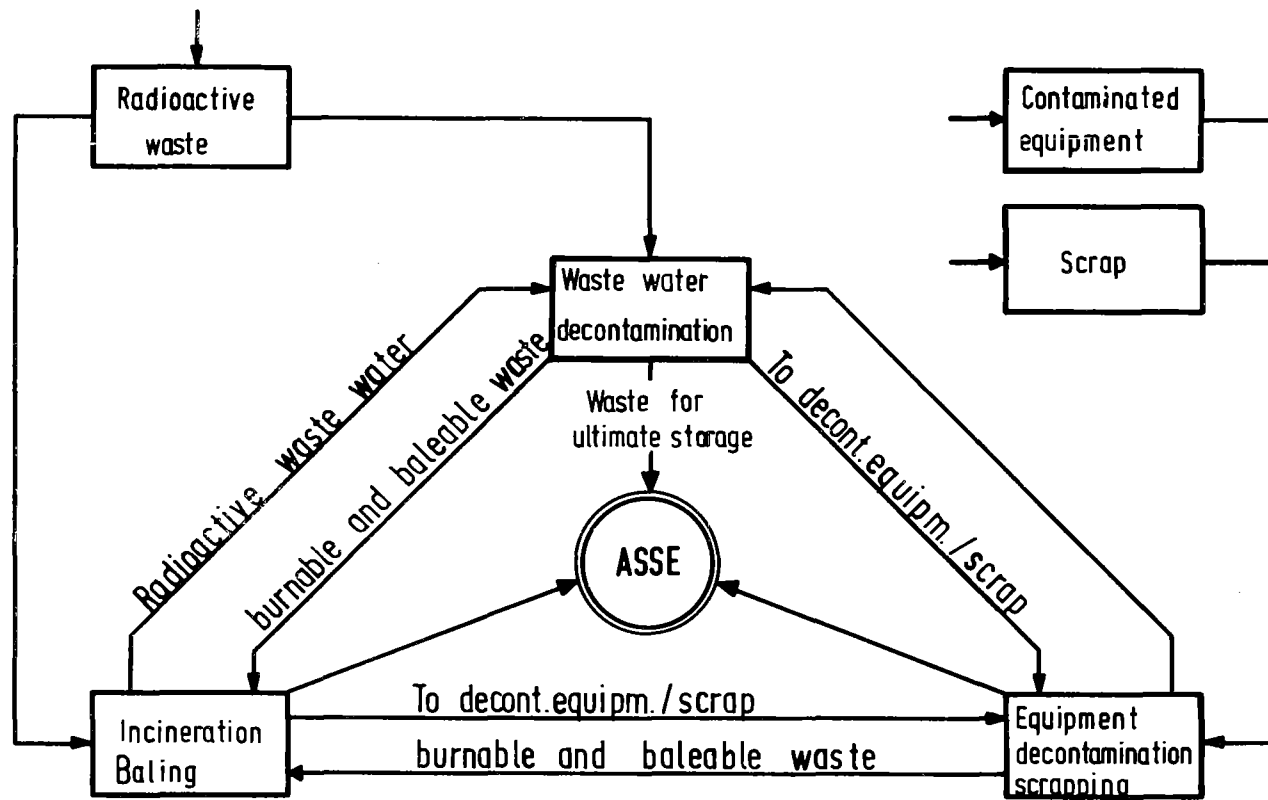 Radioactive
waste
Contaminated
equipment
Scrap
Waste water
decontamination
Radioactive waste water
burnable and baleable waste
Waste for
ultimate storage
To decont.equipm./scrap
ASSE
Incineration
Baling
To decont.equipm./scrap
burnable and baleable waste
Equipment
decontamination
scrapping